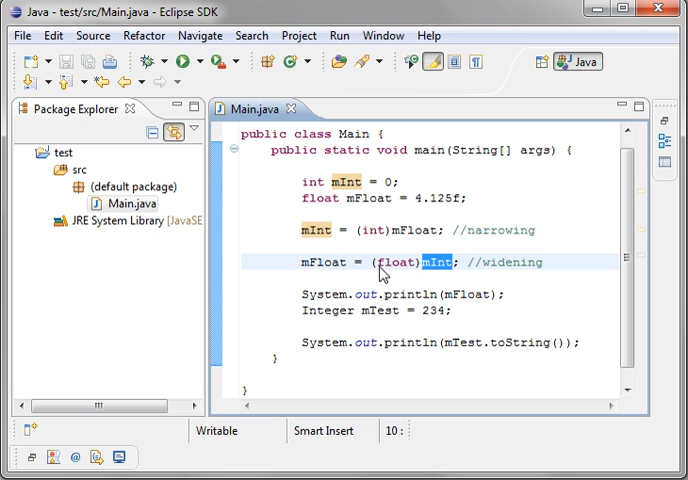 Java - test/src/Main.java - Eclipse SDK
File Edit Source Refactor Navigate Search Project Run Window Help
Java
Package Explorer
test
src
(default package)
Main.java
JRE System Library [JavaSE
Main.java
public class Main {
public static void main(String[] args) {
int mInt = 0;
float mFloat = 4.125f;
mInt = (int)mFloat; //narrowing
mFloat = (float)mInt; //widening
System.out.println(mFloat);
Integer mTest = 234;
System.out.println(mTest.toString());
}
}
Writable Smart Insert 10 :